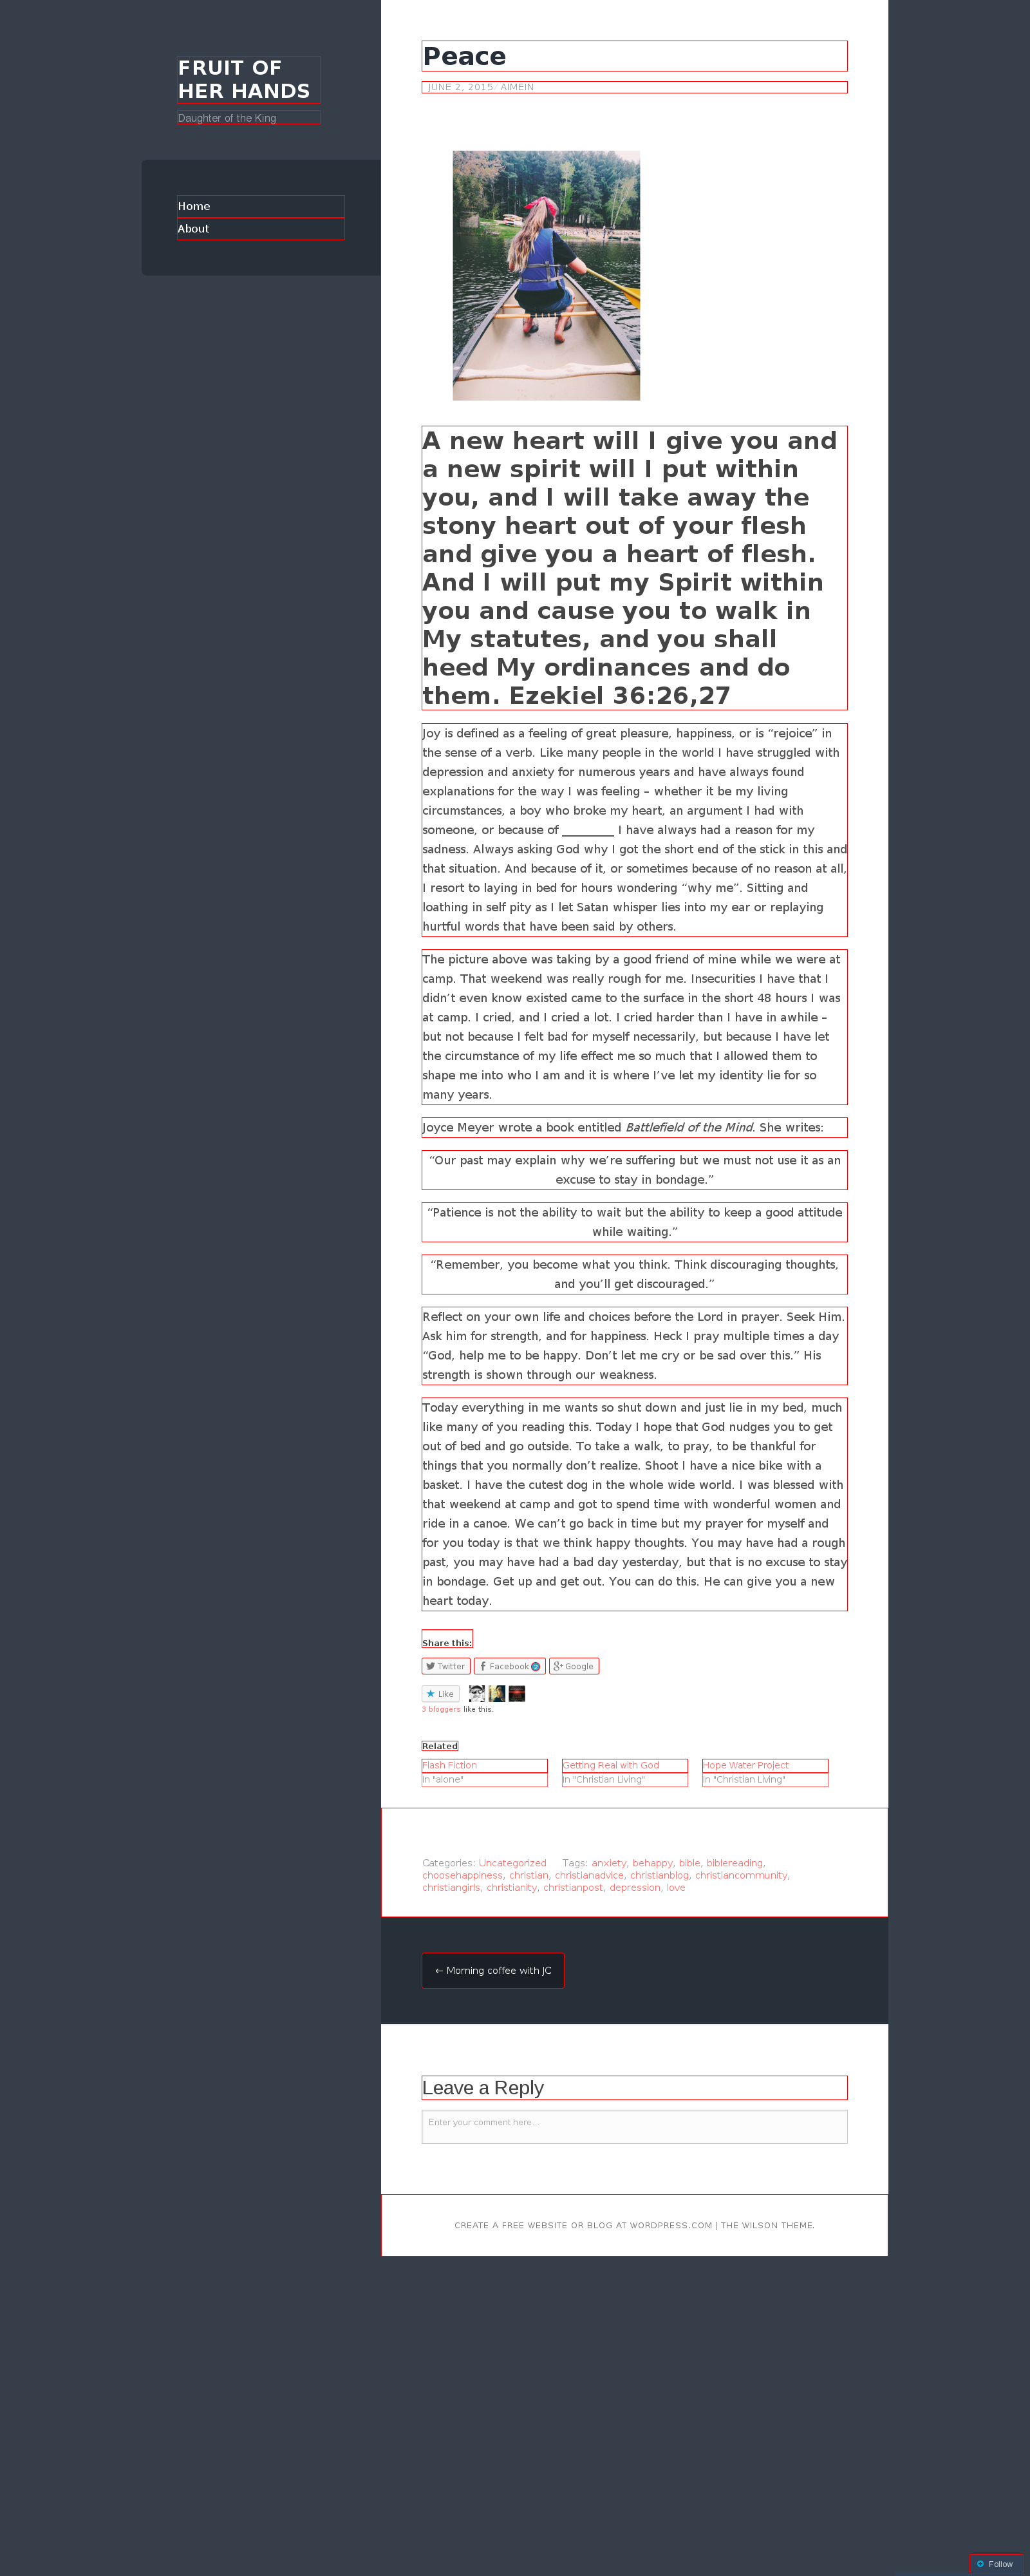 FRUIT OF
HER HANDS
Daughter of the King
Home
About
Peace
JUNE 2, 2015 / AIMEIN
A new heart will I give you and
a new spirit will I put within
you, and I will take away the
stony heart out of your flesh
and give you a heart of flesh.
And I will put my Spirit within
you and cause you to walk in
My statutes, and you shall
heed My ordinances and do
them. Ezekiel 36:26,27
Joy is defined as a feeling of great pleasure, happiness, or is “rejoice” in
the sense of a verb. Like many people in the world I have struggled with
depression and anxiety for numerous years and have always found
explanations for the way I was feeling – whether it be my living
circumstances, a boy who broke my heart, an argument I had with
someone, or because of _________ I have always had a reason for my
sadness. Always asking God why I got the short end of the stick in this and
that situation. And because of it, or sometimes because of no reason at all,
I resort to laying in bed for hours wondering “why me”. Sitting and
loathing in self pity as I let Satan whisper lies into my ear or replaying
hurtful words that have been said by others.
The picture above was taking by a good friend of mine while we were at
camp. That weekend was really rough for me. Insecurities I have that I
didn’t even know existed came to the surface in the short 48 hours I was
at camp. I cried, and I cried a lot. I cried harder than I have in awhile –
but not because I felt bad for myself necessarily, but because I have let
the circumstance of my life effect me so much that I allowed them to
shape me into who I am and it is where I’ve let my identity lie for so
many years.
Joyce Meyer wrote a book entitled Battlefield of the Mind. She writes:
“Our past may explain why we’re suffering but we must not use it as an
excuse to stay in bondage.”
“Patience is not the ability to wait but the ability to keep a good attitude
while waiting.”
“Remember, you become what you think. Think discouraging thoughts,
and you’ll get discouraged.”
Reflect on your own life and choices before the Lord in prayer. Seek Him.
Ask him for strength, and for happiness. Heck I pray multiple times a day
“God, help me to be happy. Don’t let me cry or be sad over this.” His
strength is shown through our weakness.
Today everything in me wants so shut down and just lie in my bed, much
like many of you reading this. Today I hope that God nudges you to get
out of bed and go outside. To take a walk, to pray, to be thankful for
things that you normally don’t realize. Shoot I have a nice bike with a
basket. I have the cutest dog in the whole wide world. I was blessed with
that weekend at camp and got to spend time with wonderful women and
ride in a canoe. We can’t go back in time but my prayer for myself and
for you today is that we think happy thoughts. You may have had a rough
past, you may have had a bad day yesterday, but that is no excuse to stay
in bondage. Get up and get out. You can do this. He can give you a new
heart today.
Share this:
Twitter Facebook 2 Google
Like
3 bloggers like this.
Related
Flash Fiction Getting Real with God Hope Water Project
In "alone" In "Christian Living" In "Christian Living"
Categories: Uncategorized Tags: anxiety, behappy, bible, biblereading,
choosehappiness, christian, christianadvice, christianblog, christiancommunity,
christiangirls, christianity, christianpost, depression, love
← Morning coffee with JC
Leave a Reply
Enter your comment here...
CREATE A FREE WEBSITE OR BLOG AT WORDPRESS.COM | THE WILSON THEME.
Follow